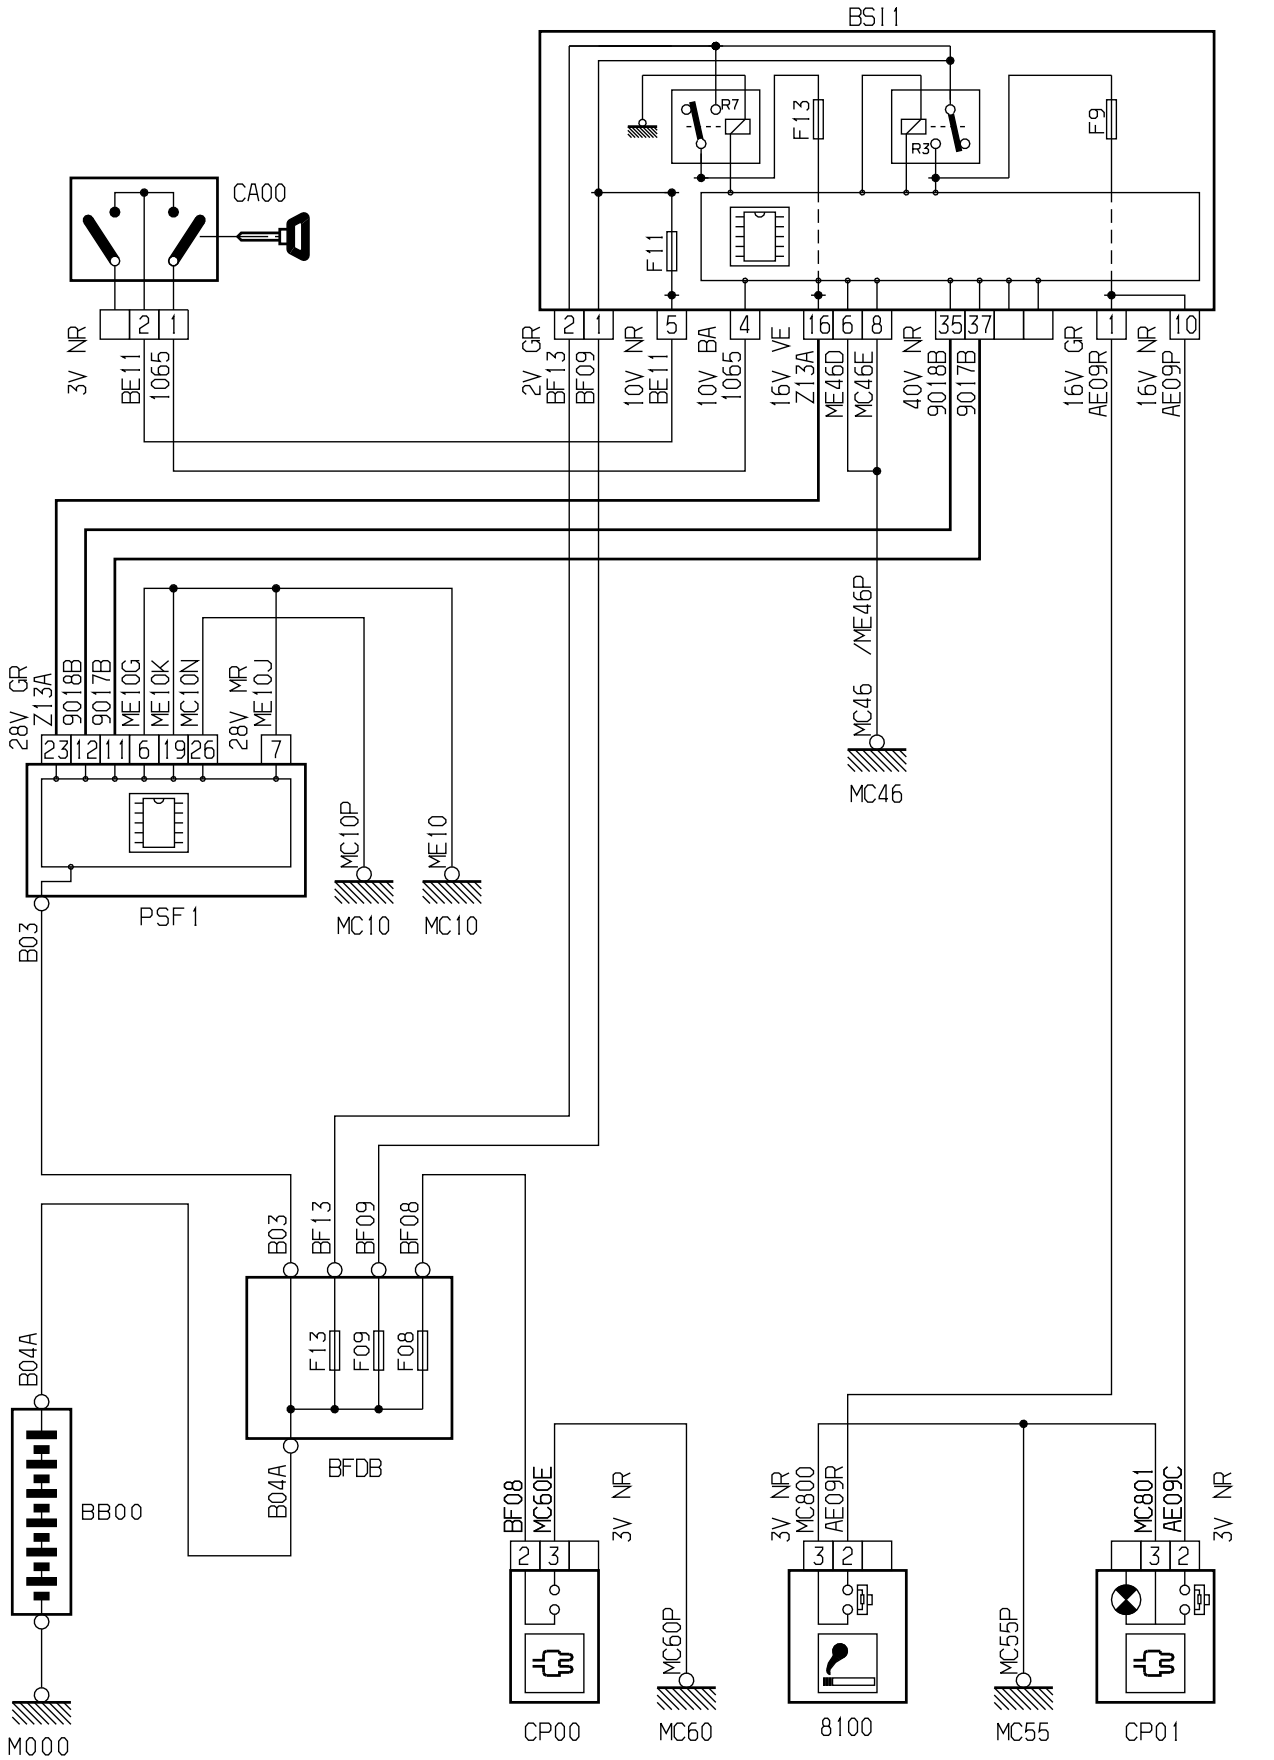 BSI1
R7
F13
R3
F9
F11
CA00
2 1
3V NR
BE11
1065
2 1 5 4 16 6 8 35 37 1 10
2V GR
BF13
BF09
10V NR
BE11
10V BA
1065
16V VE
Z13A
ME46D
MC46E
40V NR
9018B
9017B
16V GR
AE09R
16V NR
AE09P
MC46 /ME46P
MC46
28V GR
Z13A
9018B
9017B
ME10G
ME10K
MC10N
28V MR
ME10J
23 12 11 6 19 26 7
PSF1
B03
MC10P
MC10
ME10
MC10
B03
BF13
BF09
BF08
F13
F09
F08
BFDB
B04A
B04A
BB00
M000
BF08
MC60E
3V NR
2 3
CP00
MC60P
MC60
3V NR
MC800
AE09R
3 2
8100
MC55P
MC55
MC801
AE09C
3V NR
3 2
CP01